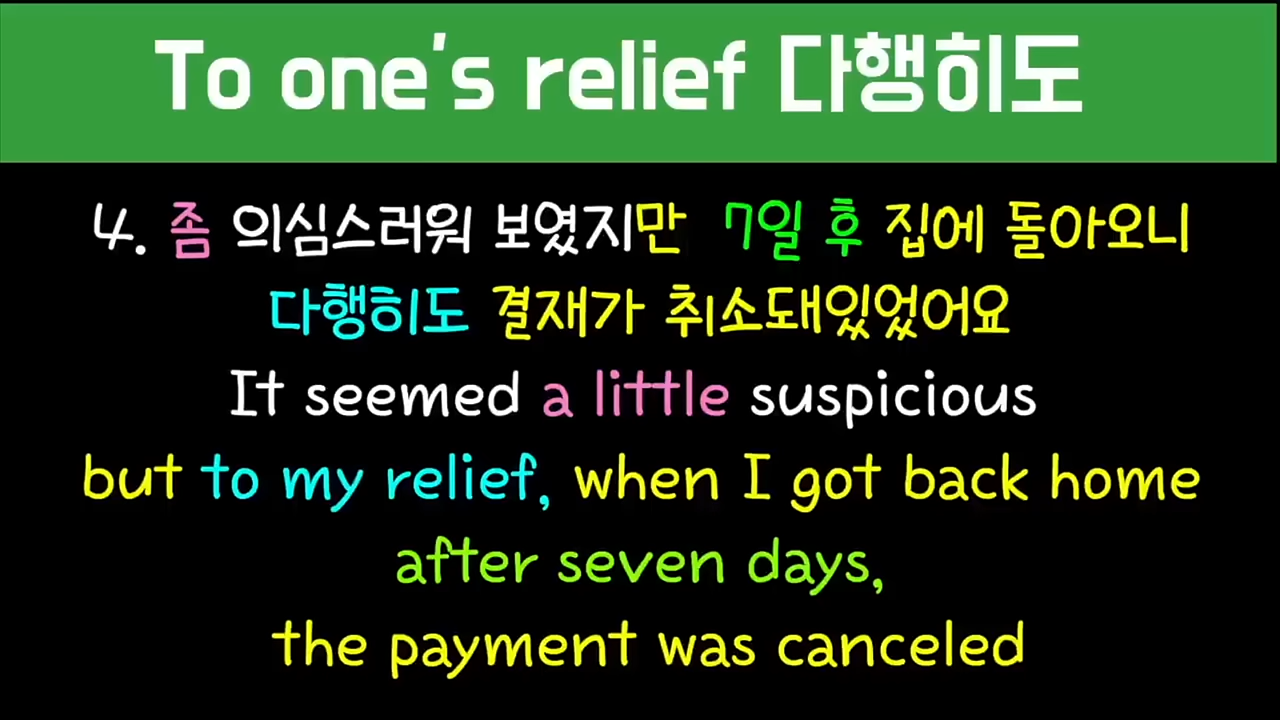 To one's relief 다행히도
4. 좀 의심스러워 보였지만 7일 후 집에 돌아오니
다행히도 결재가 취소돼있었어요
It seemed a little suspicious
but to my relief, when I got back home
after seven days,
the payment was canceled